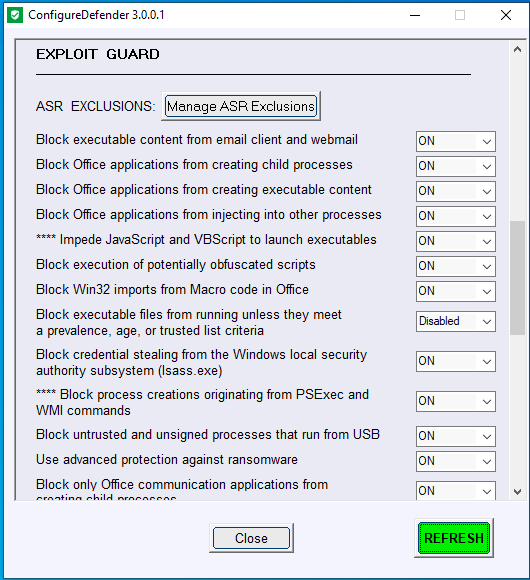 ConfigureDefender 3.0.0.1
EXPLOIT GUARD
ASR EXCLUSIONS: Manage ASR Exclusions
Block executable content from email client and webmail ON
Block Office applications from creating child processes ON
Block Office applications from creating executable content ON
Block Office applications from injecting into other processes ON
**** Impede JavaScript and VBScript to launch executables ON
Block execution of potentially obfuscated scripts ON
Block Win32 imports from Macro code in Office ON
Block executable files from running unless they meet
a prevalence, age, or trusted list criteria Disabled
Block credential stealing from the Windows local security
authority subsystem (lsass.exe) ON
**** Block process creations originating from PSExec and
WMI commands ON
Block untrusted and unsigned processes that run from USB ON
Use advanced protection against ransomware ON
Block only Office communication applications from ON
creating child processes
Close REFRESH